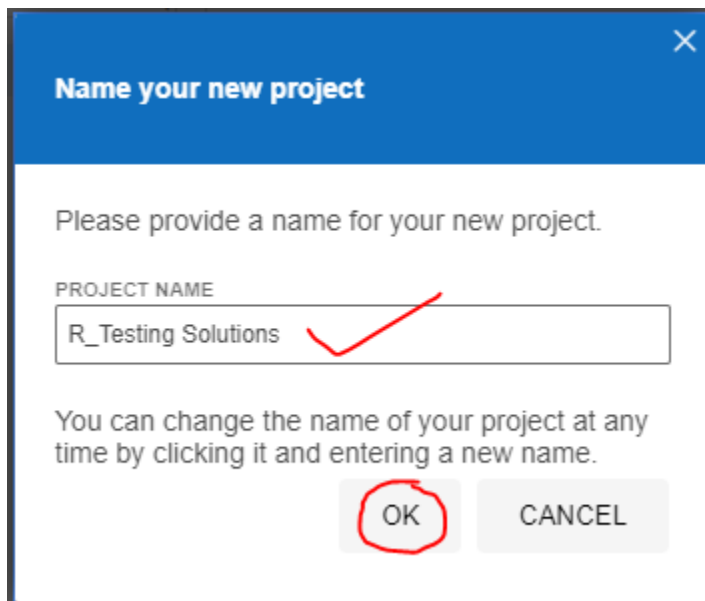 Name your new project
Please provide a name for your new project.
PROJECT NAME
R_Testing Solutions
You can change the name of your project at any
time by clicking it and entering a new name.
OK CANCEL